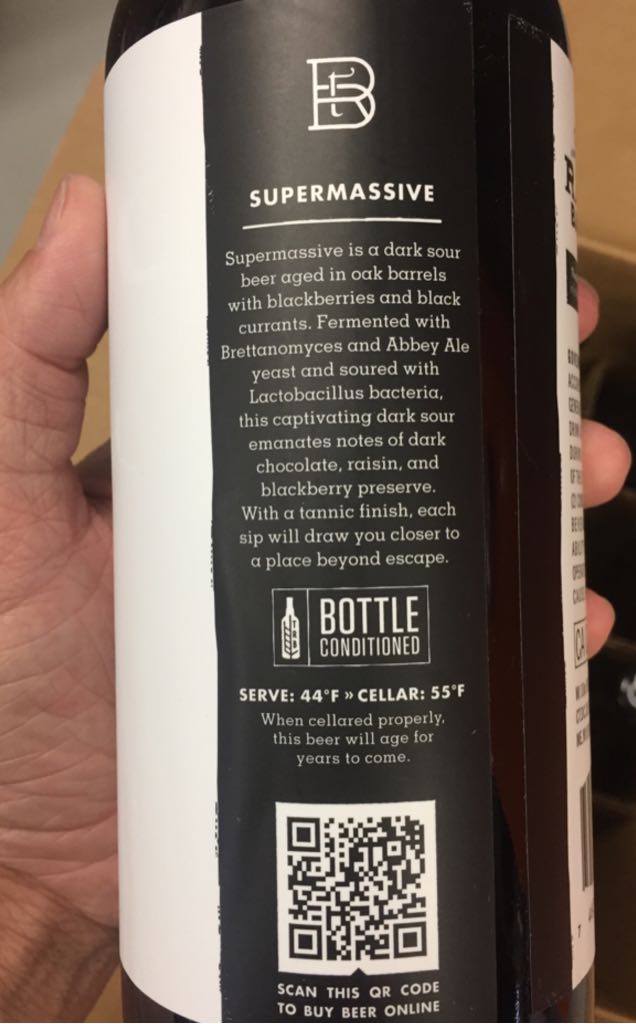 SUPERMASSIVE
Supermassive is a dark sour
beer aged in oak barrels
with blackberries and black
currants. Fermented with
Brettanomyces and Abbey Ale
yeast and soured with
Lactobacillus bacteria,
this captivating dark sour
emanates notes of dark
chocolate, raisin, and
blackberry preserve.
With a tannic finish, each
sip will draw you closer to
a place beyond escape.
BOTTLE
CONDITIONED
SERVE: 44°F » CELLAR: 55°F
When cellared properly,
this beer will age for
years to come.
SCAN THIS QR CODE
TO BUY BEER ONLINE